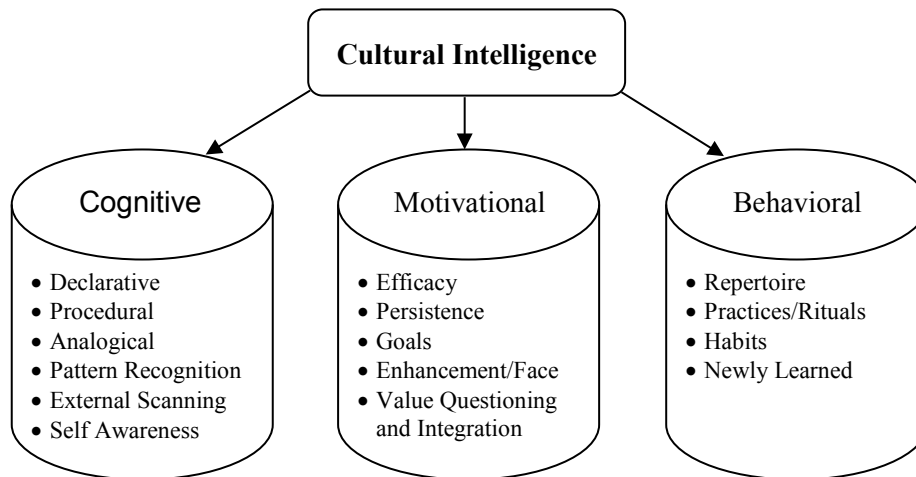 Cultural Intelligence
Cognitive
• Declarative
• Procedural
• Analogical
• Pattern Recognition
• External Scanning
• Self Awareness
Motivational
• Efficacy
• Persistence
• Goals
• Enhancement/Face
• Value Questioning
and Integration
Behavioral
• Repertoire
• Practices/Rituals
• Habits
• Newly Learned